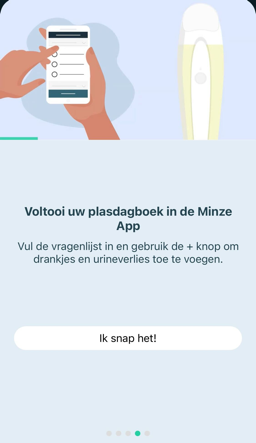 Voltooi uw plasdagboek in de Minze
App
Vul de vragenlijst in en gebruik de + knop om
drankjes en urineverlies toe te voegen.
Ik snap het!